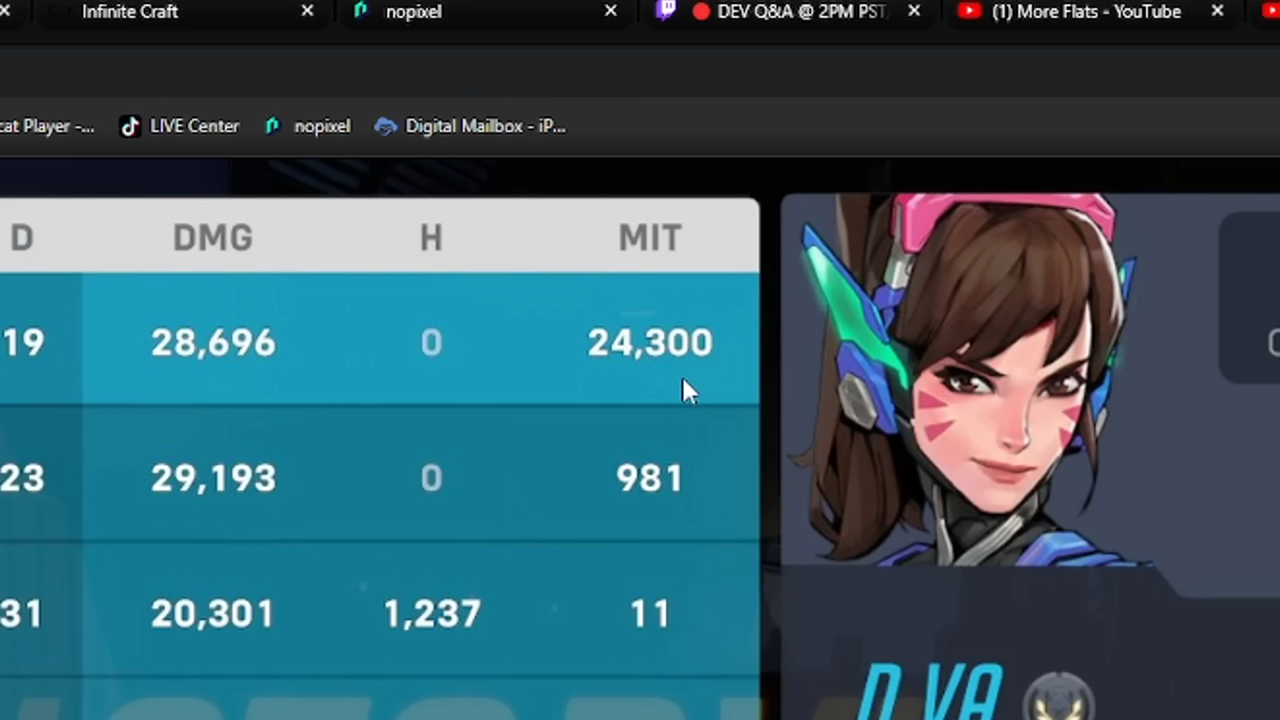 Infinite Craft
nopixel
DEV Q&A @ 2PM PST,
(1) More Flats - YouTube
cat Player -...
LIVE Center
nopixel
Digital Mailbox - iP...
D DMG H MIT
19 28,696 0 24,300
23 29,193 0 981
31 20,301 1,237 11
D.VA